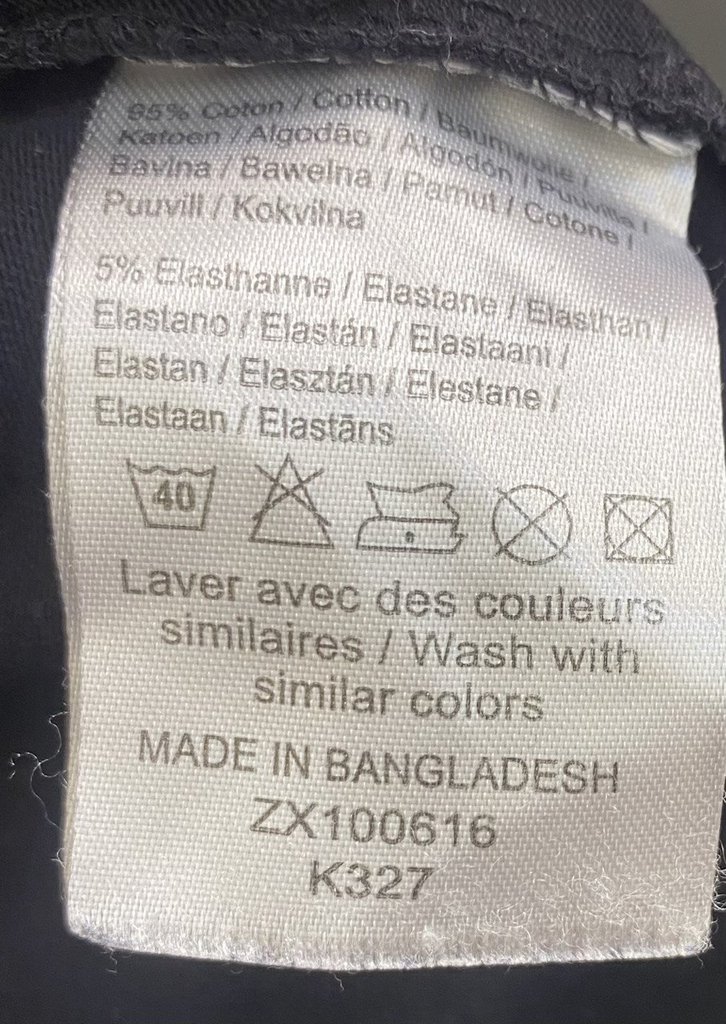 95% Coton / Cotton / Baumwolle /
Katoen / Algodão / Algodón / Puuvilla /
Bavlna / Bawełna / Pamut / Cotone /
Puuvill / Kokvilna
5% Elasthanne / Elastane / Elasthan /
Elastano / Elastán / Elastaani /
Elastan / Elasztán / Elestane /
Elastaan / Elastāns
40
Laver avec des couleurs
similaires / Wash with
similar colors
MADE IN BANGLADESH
ZX100616
K327